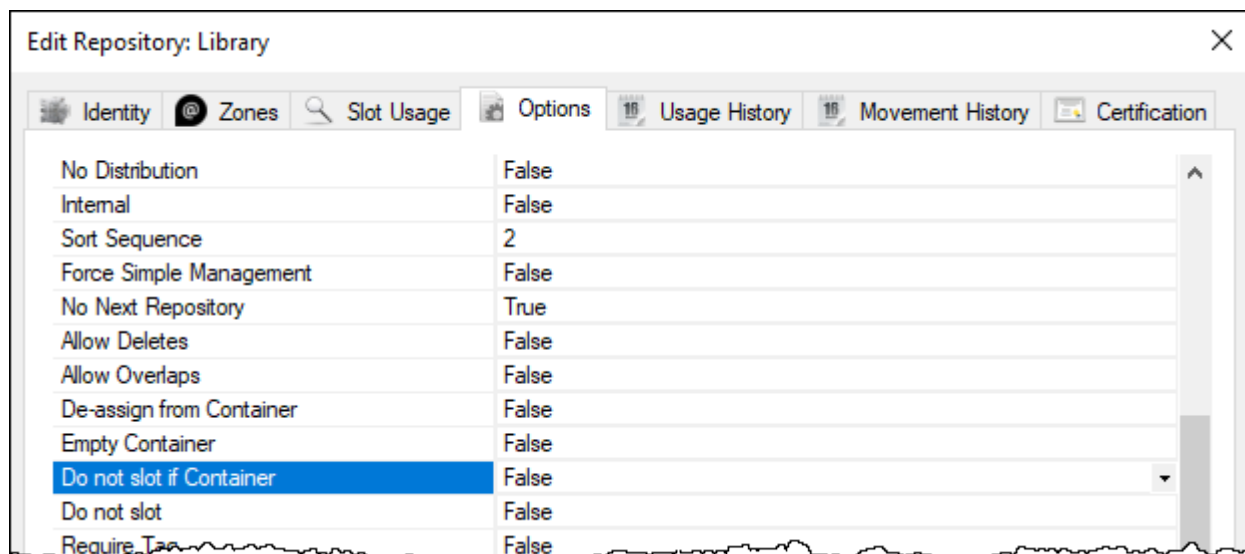 Edit Repository: Library
Identity Zones Slot Usage Options Usage History Movement History Certification
No Distribution False
Internal False
Sort Sequence 2
Force Simple Management False
No Next Repository True
Allow Deletes False
Allow Overlaps False
De-assign from Container False
Empty Container False
Do not slot if Container False
Do not slot False
Require Tag False